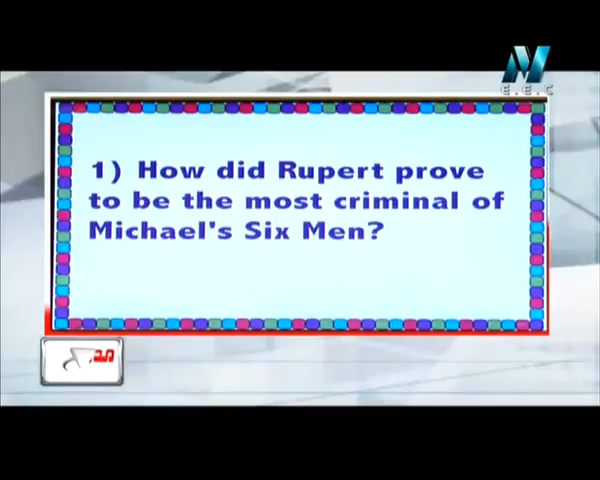 M
E.E.C
1) How did Rupert prove
to be the most criminal of
Michael's Six Men?